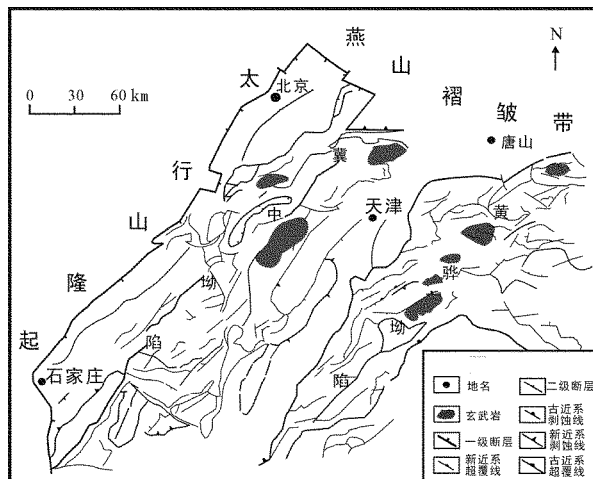 燕山褶皱带
N
太行山隆起
北京
0 30 60 km
唐山
冀中坳陷
天津
黄骅坳陷
石家庄
地名
二级断层
玄武岩
古近系
剥蚀线
一级断层
新近系
剥蚀线
新近系
超覆线
古近系
超覆线